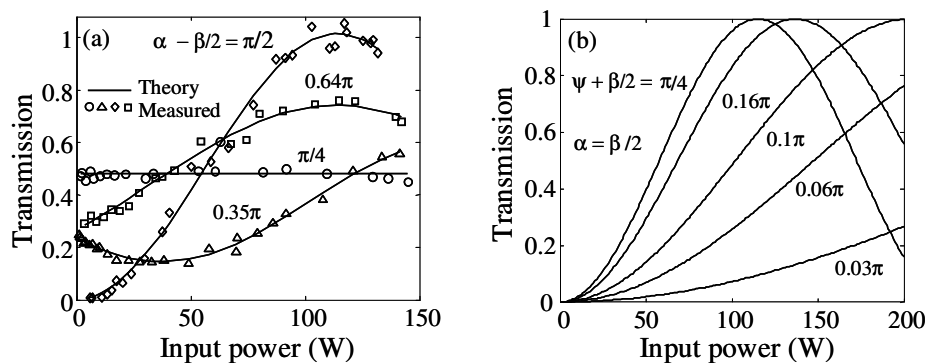 (a)
α − β/2 = π/2
Theory
Measured
0.64π
π/4
0.35π
Transmission
1
0.8
0.6
0.4
0.2
0
0
50
100
150
Input power (W)
(b)
ψ + β/2 = π/4
α = β/2
0.16π
0.1π
0.06π
0.03π
Transmission
1
0.8
0.6
0.4
0.2
0
0
50
100
150
200
Input power (W)